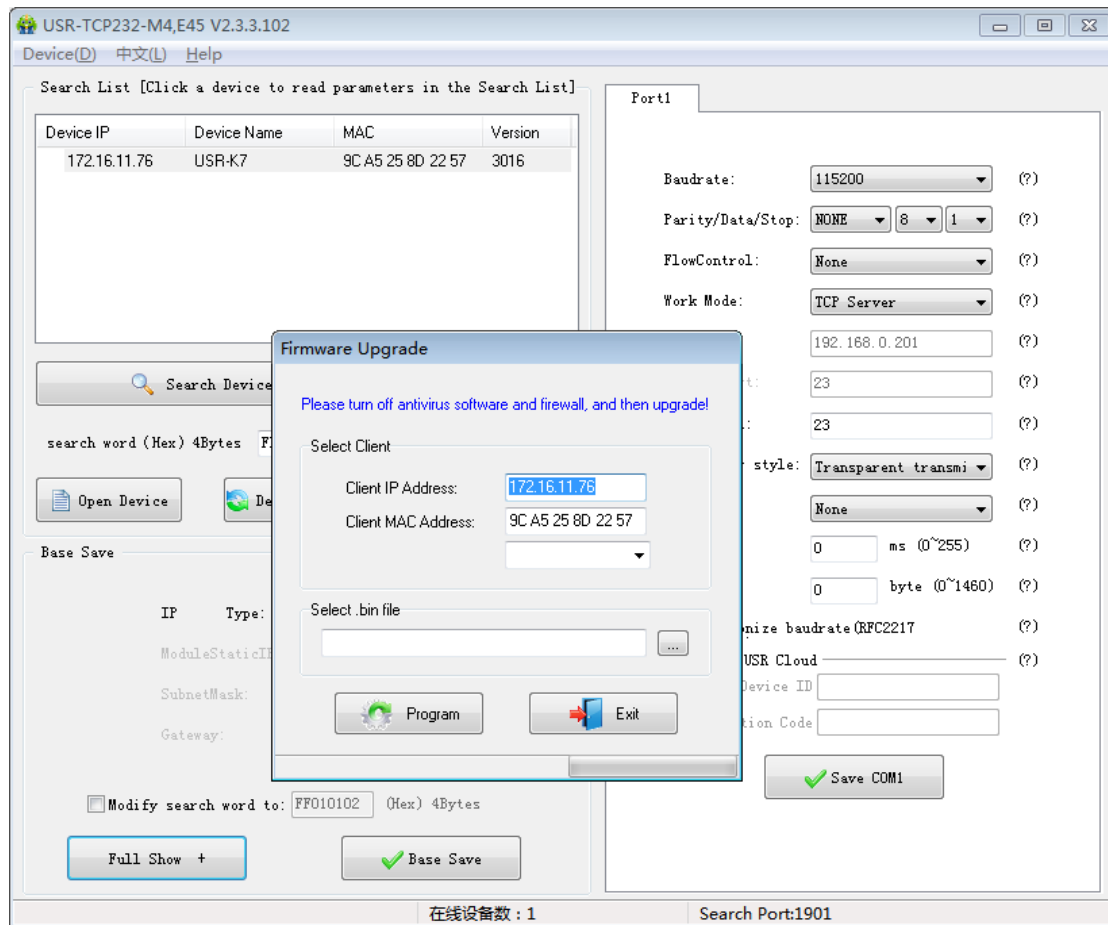 USR-TCP232-M4,E45 V2.3.3.102
Device(D) 中文(L) Help
Search List [Click a device to read parameters in the Search List]
Device IP Device Name MAC Version
172.16.11.76 USR-K7 9C A5 25 8D 22 57 3016
Search Device
search word (Hex) 4Bytes
Open Device
Base Save
IP Type:
SubnetMask:
Gateway:
Modify search word to: FF010102 (Hex) 4Bytes
Full Show +
Base Save
Firmware Upgrade
Please turn off antivirus software and firewall, and then upgrade!
Select Client
Client IP Address: 172.16.11.76
Client MAC Address: 9C A5 25 8D 22 57
Select .bin file
...
Program
Exit
Port1
Baudrate: 115200 (?)
Parity/Data/Stop: NONE 8 1 (?)
FlowControl: None (?)
Work Mode: TCP Server (?)
192.168.0.201 (?)
23 (?)
23 (?)
style: Transparent transmi (?)
None (?)
0 ms (0~255) (?)
0 byte (0~1460) (?)
baudrate(RFC2217 (?)
USR Cloud (?)
Device ID
Code
Save COM1
在线设备数：1
Search Port:1901